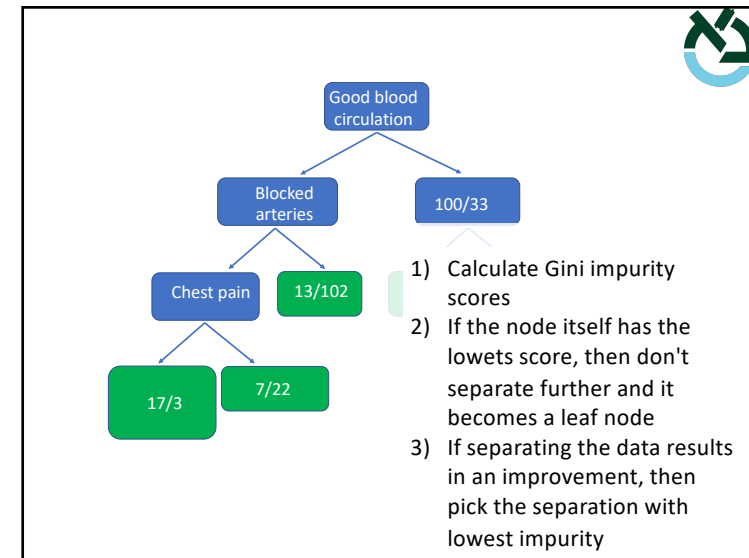 Good blood
circulation
Blocked
arteries
100/33
Chest pain
13/102
17/3
7/22
1) Calculate Gini impurity
scores
2) If the node itself has the
lowets score, then don't
separate further and it
becomes a leaf node
3) If separating the data results
in an improvement, then
pick the separation with
lowest impurity